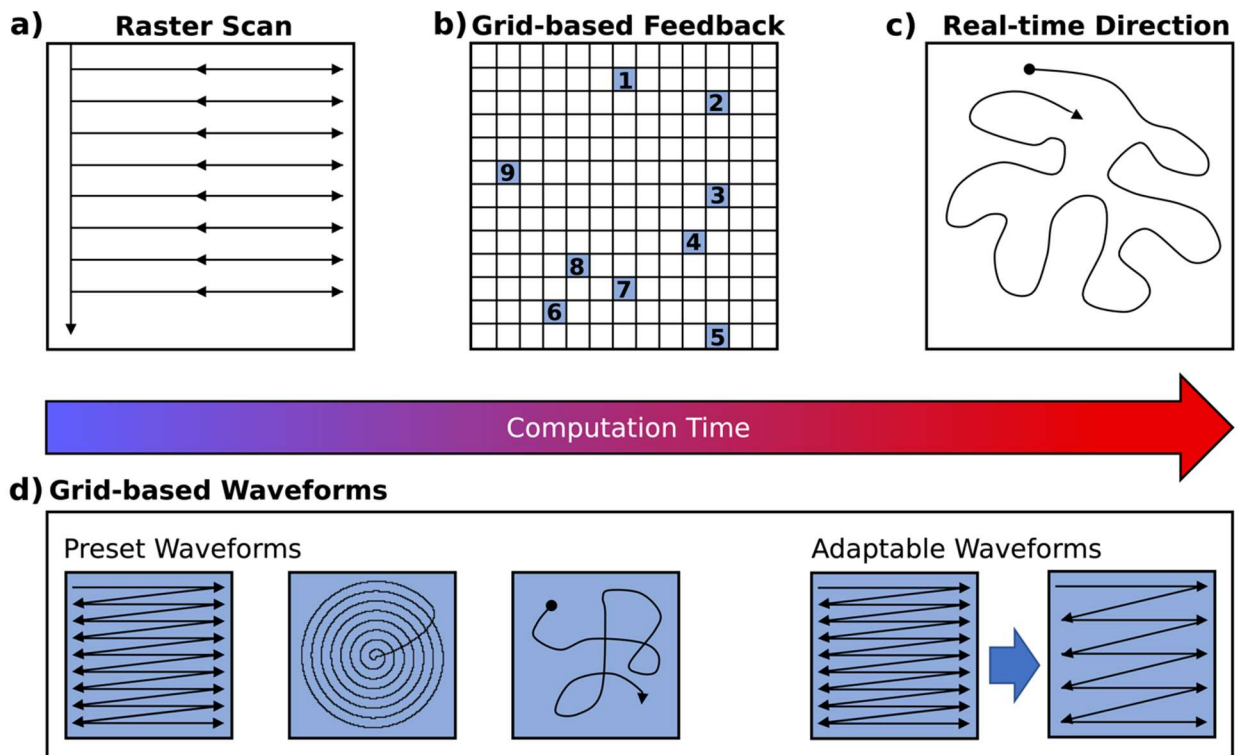 a) Raster Scan
b) Grid-based Feedback
c) Real-time Direction
1
2
9
3
4
8
7
6
5
Computation Time
d) Grid-based Waveforms
Preset Waveforms
Adaptable Waveforms